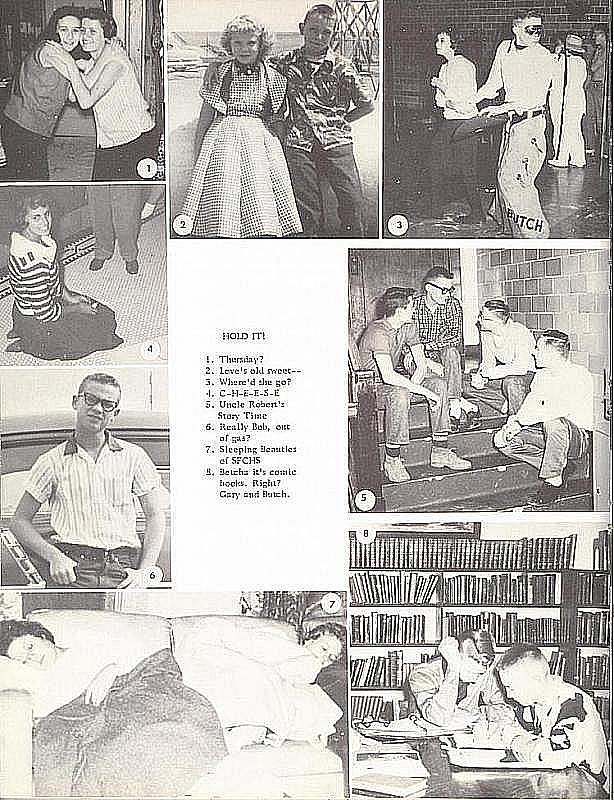 1
2
3
BUTCH
4
HOLD IT!
1. Thursday?
2. Love's old sweet--
3. Where'd she go?
4. C-H-E-E-S-E
5. Uncle Robert's
Story Time
6. Really Bob, out
of gas?
7. Sleeping Beauties
of SFCHS
8. Betcha it's comic
books. Right?
Gary and Butch.
5
6
7
8